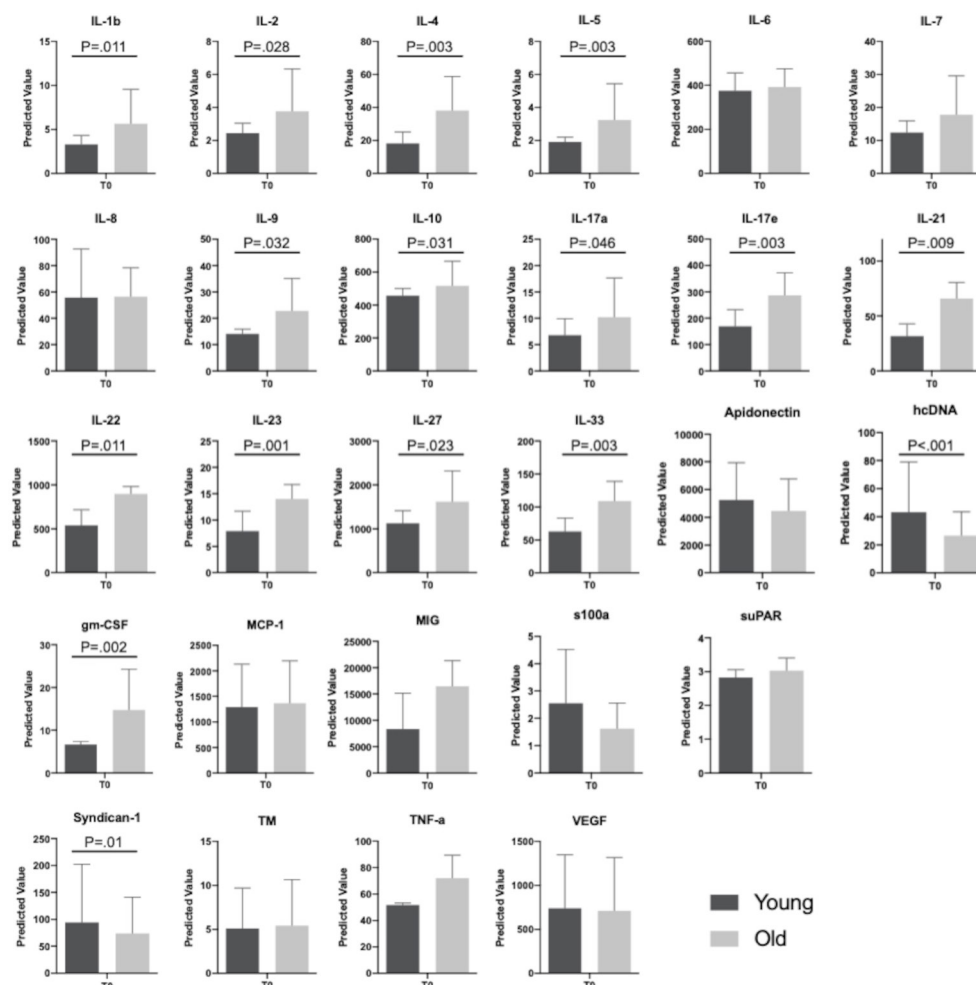 IL-1b
P=.011
Predicted Value
15
10
5
0
T0
IL-2
P=.028
Predicted Value
8
6
4
2
0
T0
IL-4
P=.003
Predicted Value
80
60
40
20
0
T0
IL-5
P=.003
Predicted Value
8
6
4
2
0
T0
IL-6
Predicted Value
600
400
200
0
T0
IL-7
Predicted Value
40
30
20
10
0
T0
IL-8
Predicted Value
100
80
60
40
20
0
T0
IL-9
P=.032
Predicted Value
50
40
30
20
10
0
T0
IL-10
P=.031
Predicted Value
800
600
400
200
0
T0
IL-17a
P=.046
Predicted Value
25
20
15
10
5
0
T0
IL-17e
P=.003
Predicted Value
500
400
300
200
100
0
T0
IL-21
P=.009
Predicted Value
100
50
0
T0
IL-22
P=.011
Predicted Value
1500
1000
500
0
T0
IL-23
P=.001
Predicted Value
25
20
15
10
5
0
T0
IL-27
P=.023
Predicted Value
3000
2000
1000
0
T0
IL-33
P=.003
Predicted Value
200
150
100
50
0
T0
Apidonectin
Predicted Value
10000
8000
6000
4000
2000
0
T0
hcDNA
P<.001
Predicted Value
100
80
60
40
20
0
T0
gm-CSF
P=.002
Predicted Value
30
20
10
0
T0
MCP-1
Predicted Value
2500
2000
1500
1000
500
0
T0
MIG
Predicted Value
25000
20000
15000
10000
5000
0
T0
s100a
Predicted Value
5
4
3
2
1
0
T0
suPAR
Predicted Value
4
3
2
1
0
T0
Syndican-1
P=.01
Predicted Value
250
200
150
100
50
0
T0
TM
Predicted Value
15
10
5
0
T0
TNF-a
Predicted Value
100
80
60
40
20
0
T0
VEGF
Predicted Value
1500
1000
500
0
T0
Young
Old